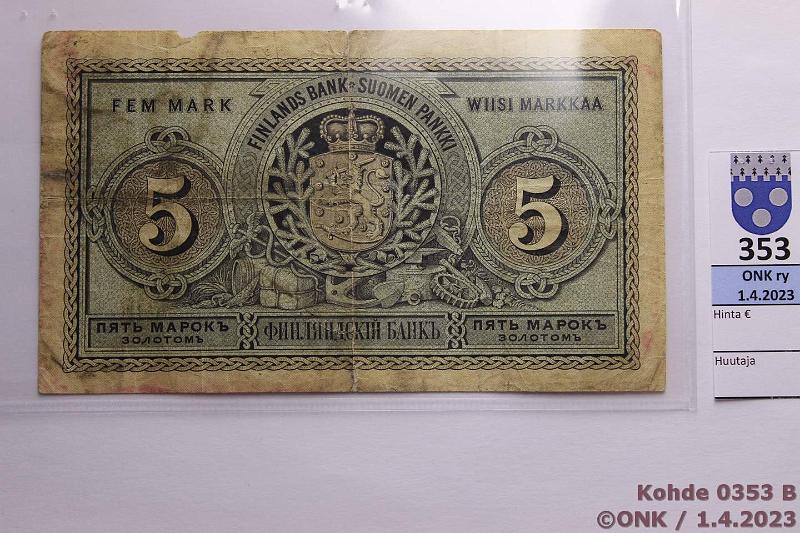 FEM MARK
FINLANDS BANK * SUOMEN PANKKI
WIISI MARKKAA
5
5
ПЯТЬ МАРОКЪ
ЗОЛОТОМЪ
ФИНЛЯНДСКІЙ БАНКЪ
ПЯТЬ МАРОКЪ
ЗОЛОТОМЪ
353
ONK ry
1.4.2023
Hinta €
Huutaja
Kohde 0353 B
©ONK / 1.4.2023